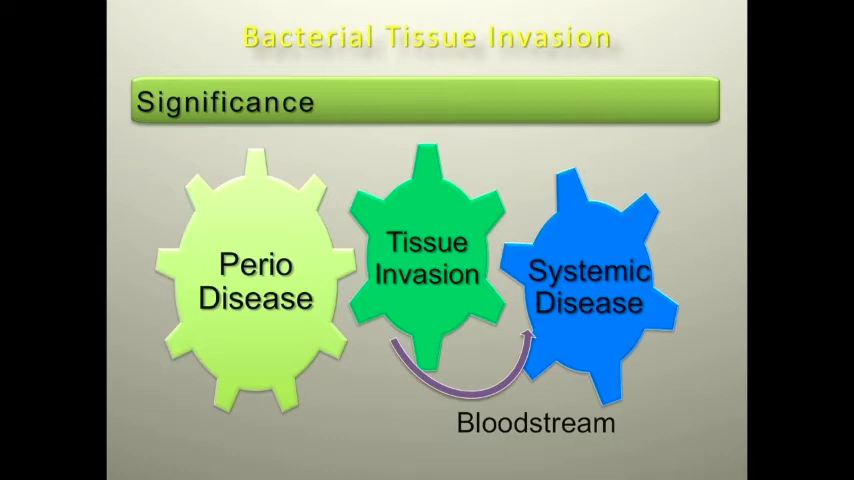 Bacterial Tissue Invasion
Significance
Perio
Disease
Tissue
Invasion
Systemic
Disease
Bloodstream